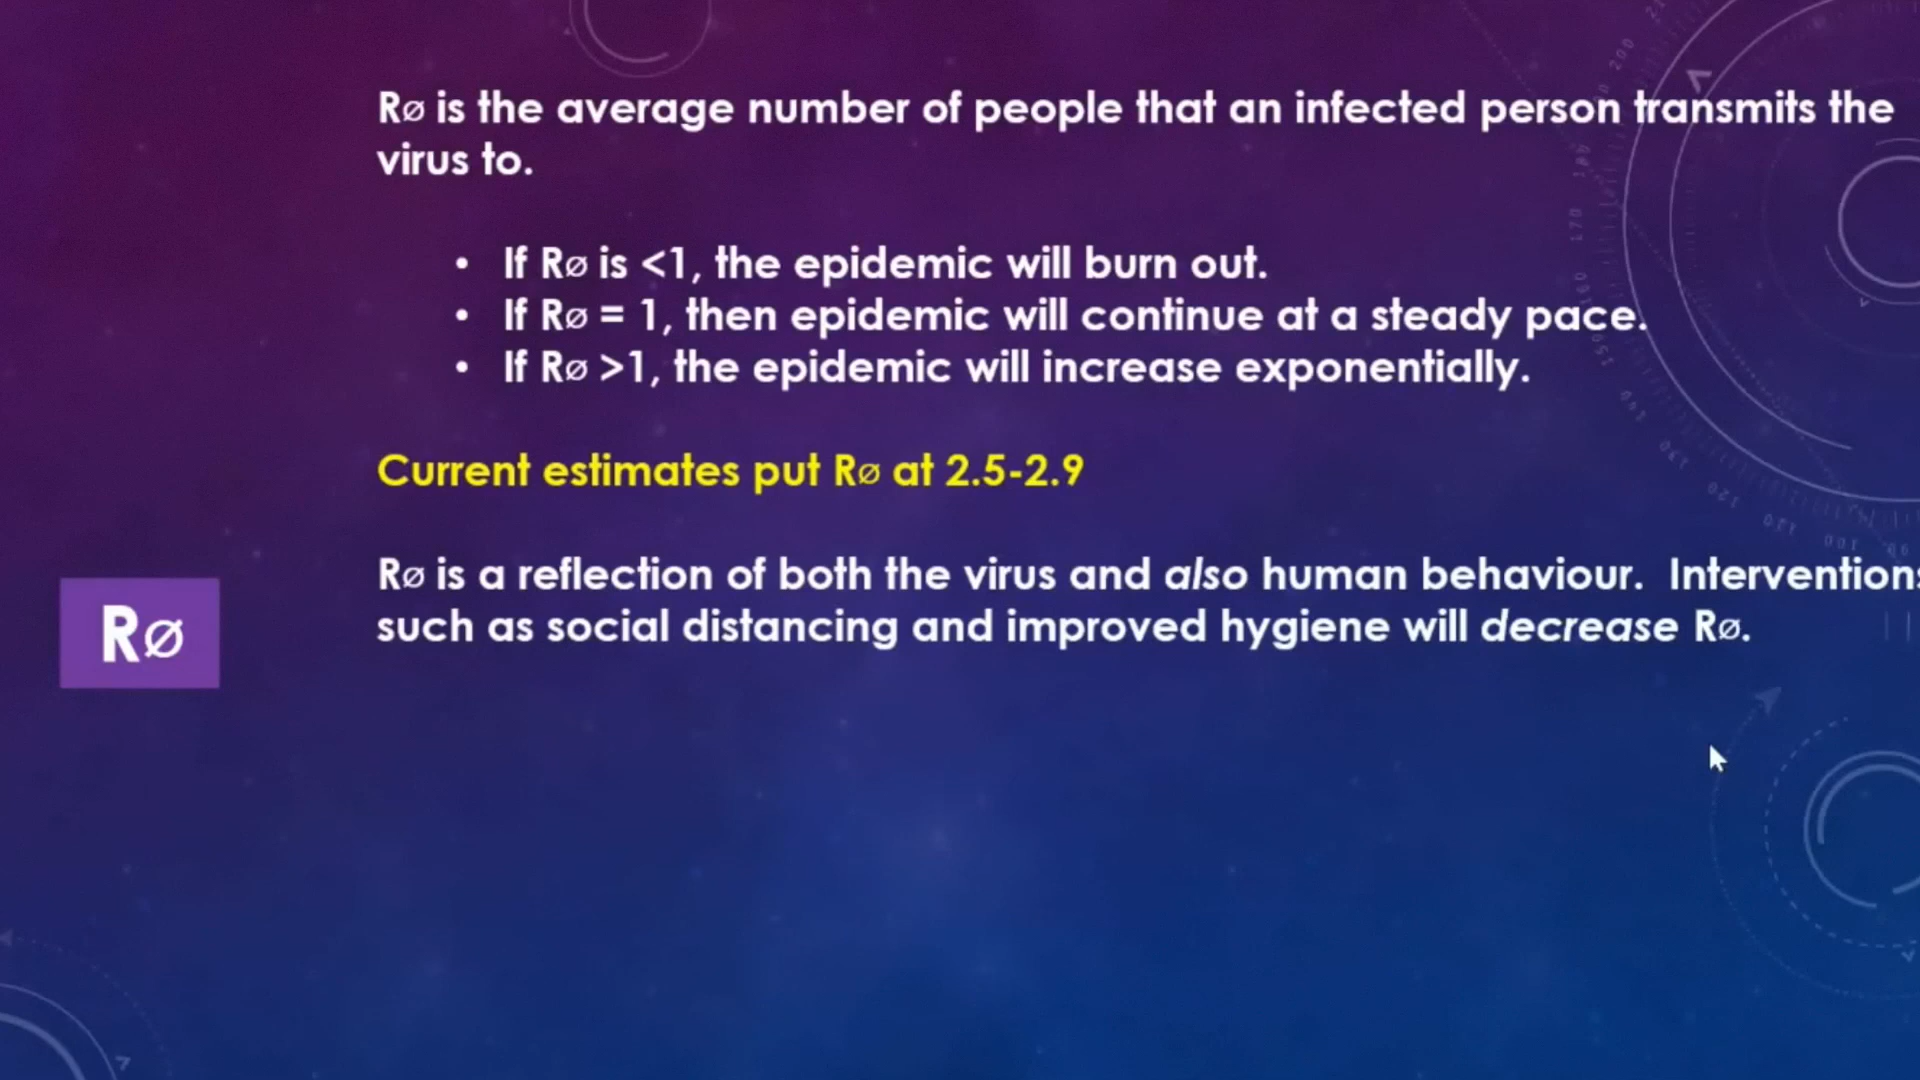 Rø is the average number of people that an infected person transmits the
virus to.
• If Rø is <1, the epidemic will burn out.
• If Rø = 1, then epidemic will continue at a steady pace.
• If Rø >1, the epidemic will increase exponentially.
Current estimates put Rø at 2.5-2.9
Rø is a reflection of both the virus and also human behaviour.  Interventions
such as social distancing and improved hygiene will decrease Rø.
Rø